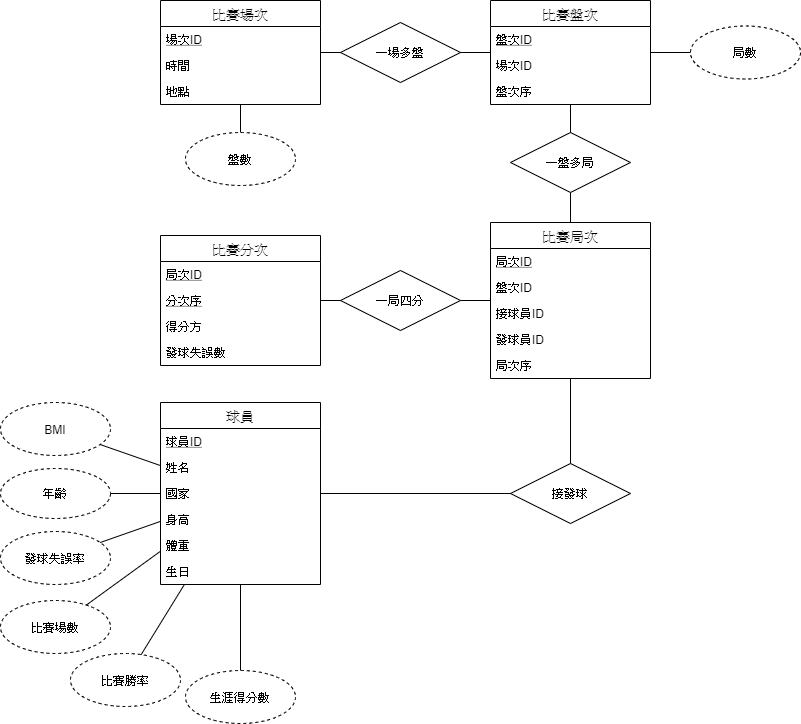 比賽場次
場次ID
時間
地點
盤數
一場多盤
比賽盤次
盤次ID
場次ID
盤次序
局數
一盤多局
比賽分次
局次ID
分次序
得分方
發球失誤數
一局四分
比賽局次
局次ID
盤次ID
接球員ID
發球員ID
局次序
球員
球員ID
姓名
國家
身高
體重
生日
BMI
年齡
發球失誤率
比賽場數
比賽勝率
生涯得分數
接發球